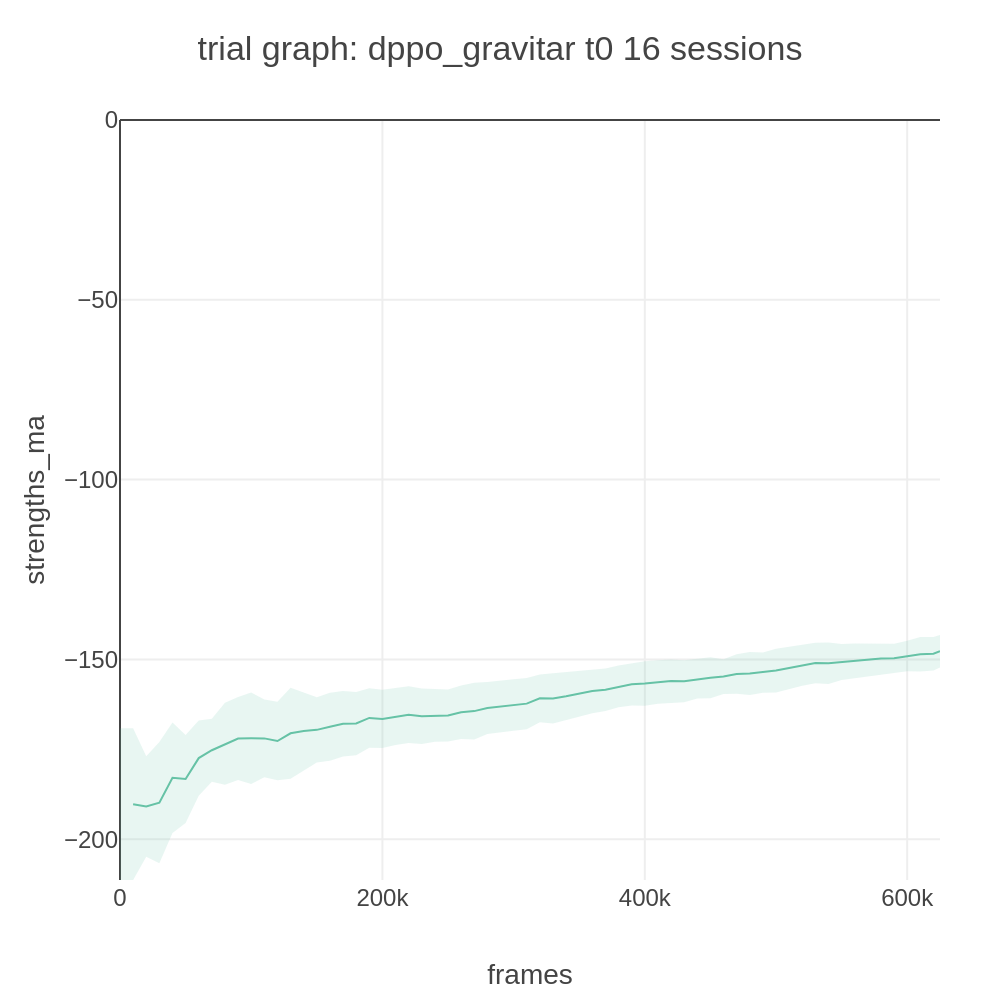 trial graph: dppo_gravitar t0 16 sessions
0
−50
−100
−150
−200
strengths_ma
0
200k
400k
600k
frames